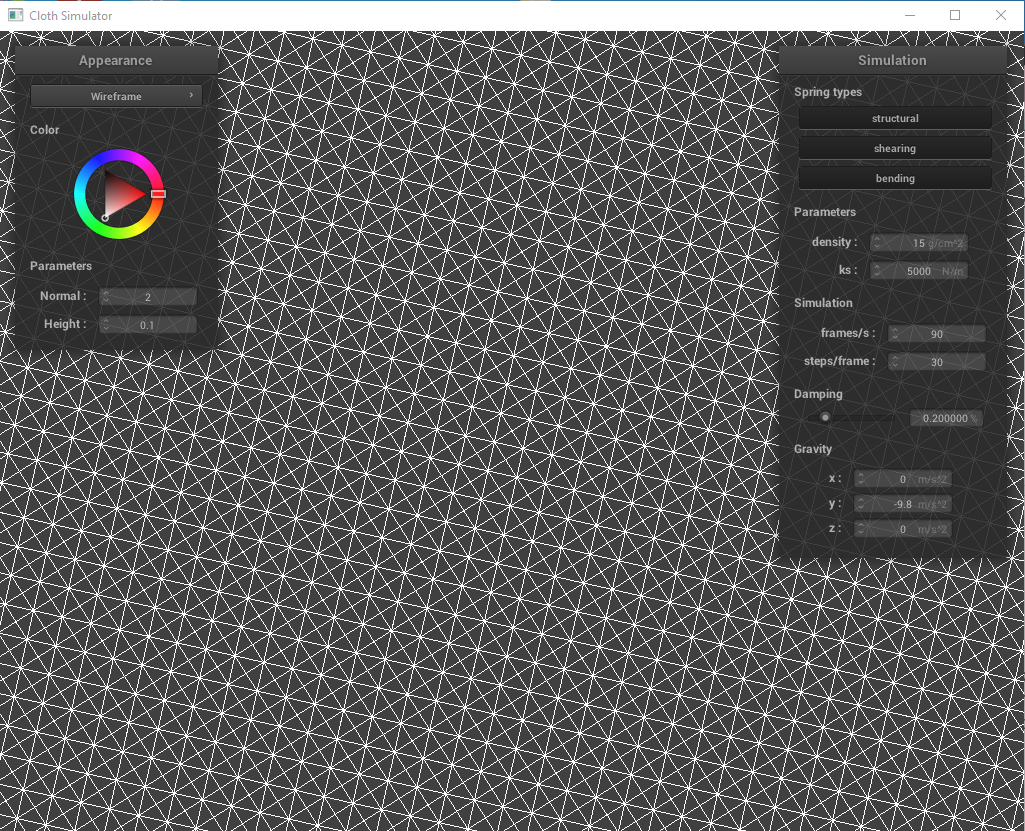 Cloth Simulator
Appearance
Wireframe
Color
Parameters
Normal : 2
Height : 0.1
Simulation
Spring types
structural
shearing
bending
Parameters
density : 15 g/cm^2
ks : 5000 N/m
Simulation
frames/s : 90
steps/frame : 30
Damping
0.200000 %
Gravity
x : 0 m/s^2
y : -9.8 m/s^2
z : 0 m/s^2